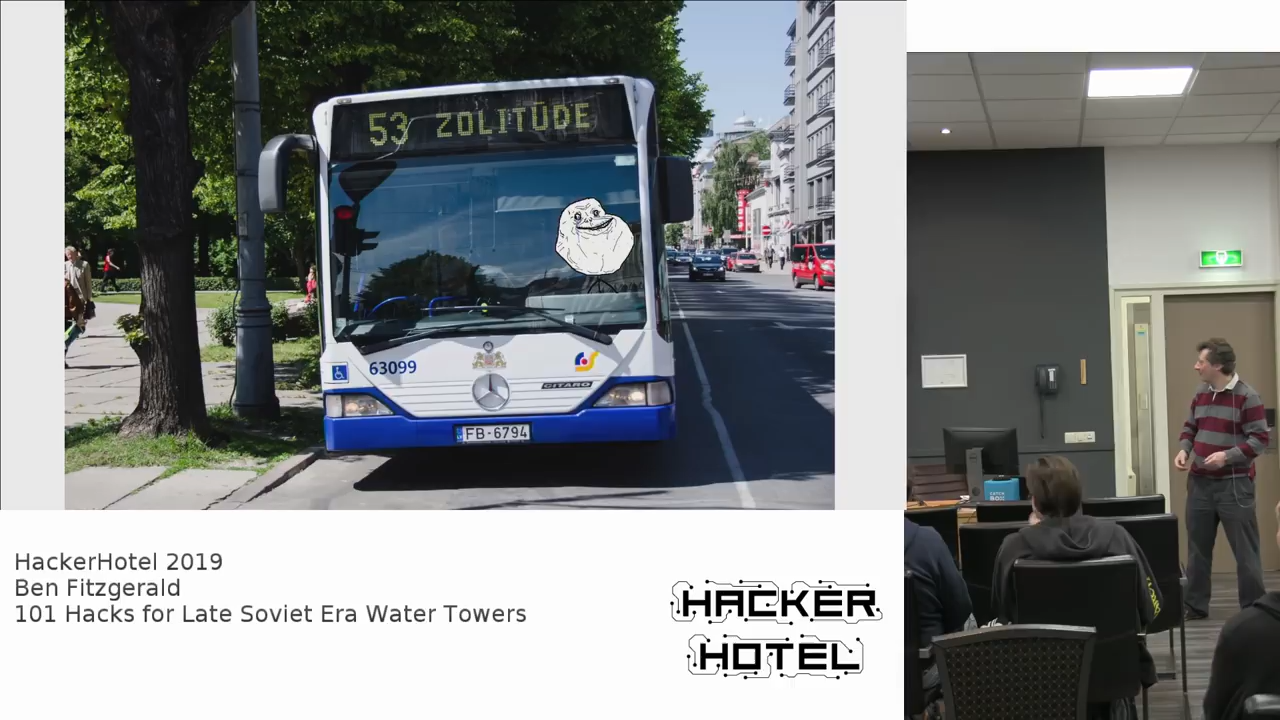 53 ZOLITŪDE
63099
CITARO
FB-6794
HackerHotel 2019
Ben Fitzgerald
101 Hacks for Late Soviet Era Water Towers
HACKER
HOTEL